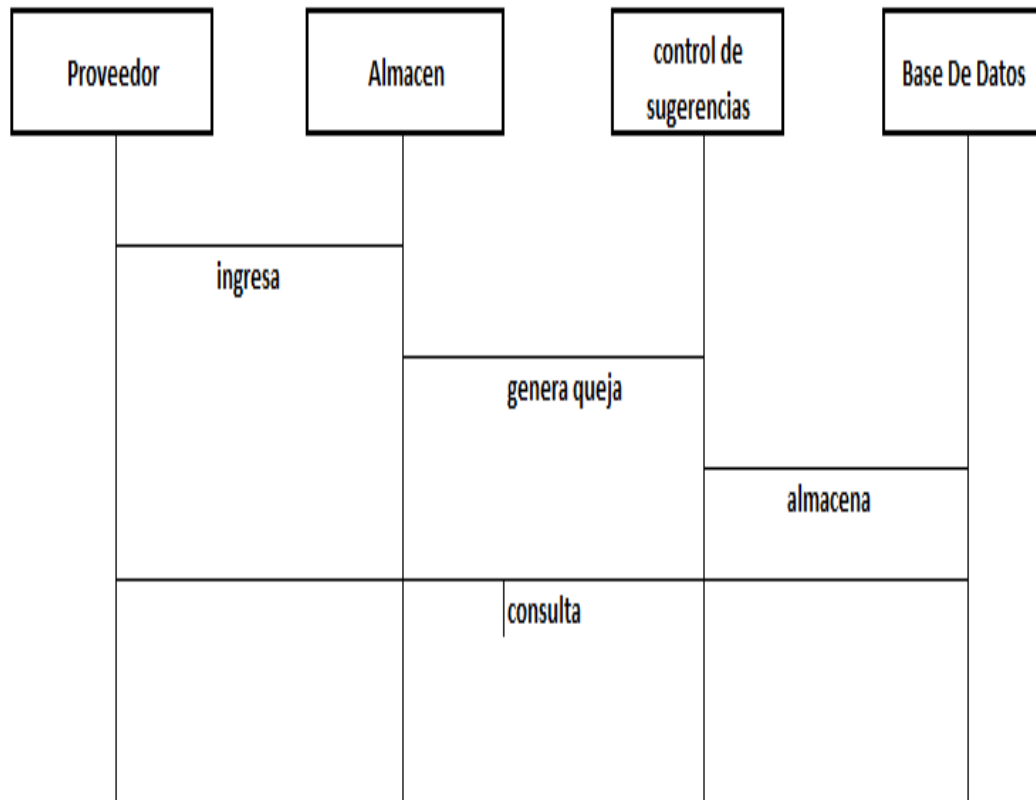 Proveedor
Almacen
control de
sugerencias
Base De Datos
ingresa
genera queja
almacena
consulta